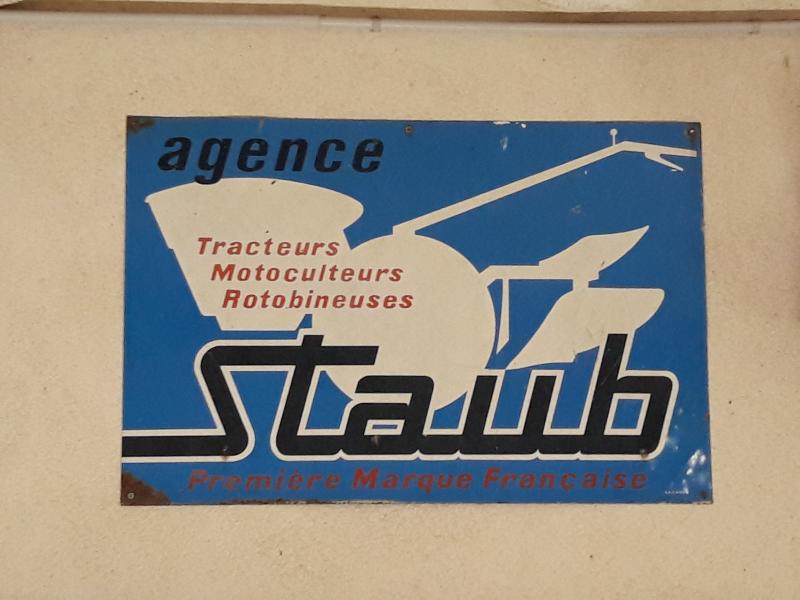 agence
Tracteurs
Motoculteurs
Rotobineuses
Staub
Première Marque Française